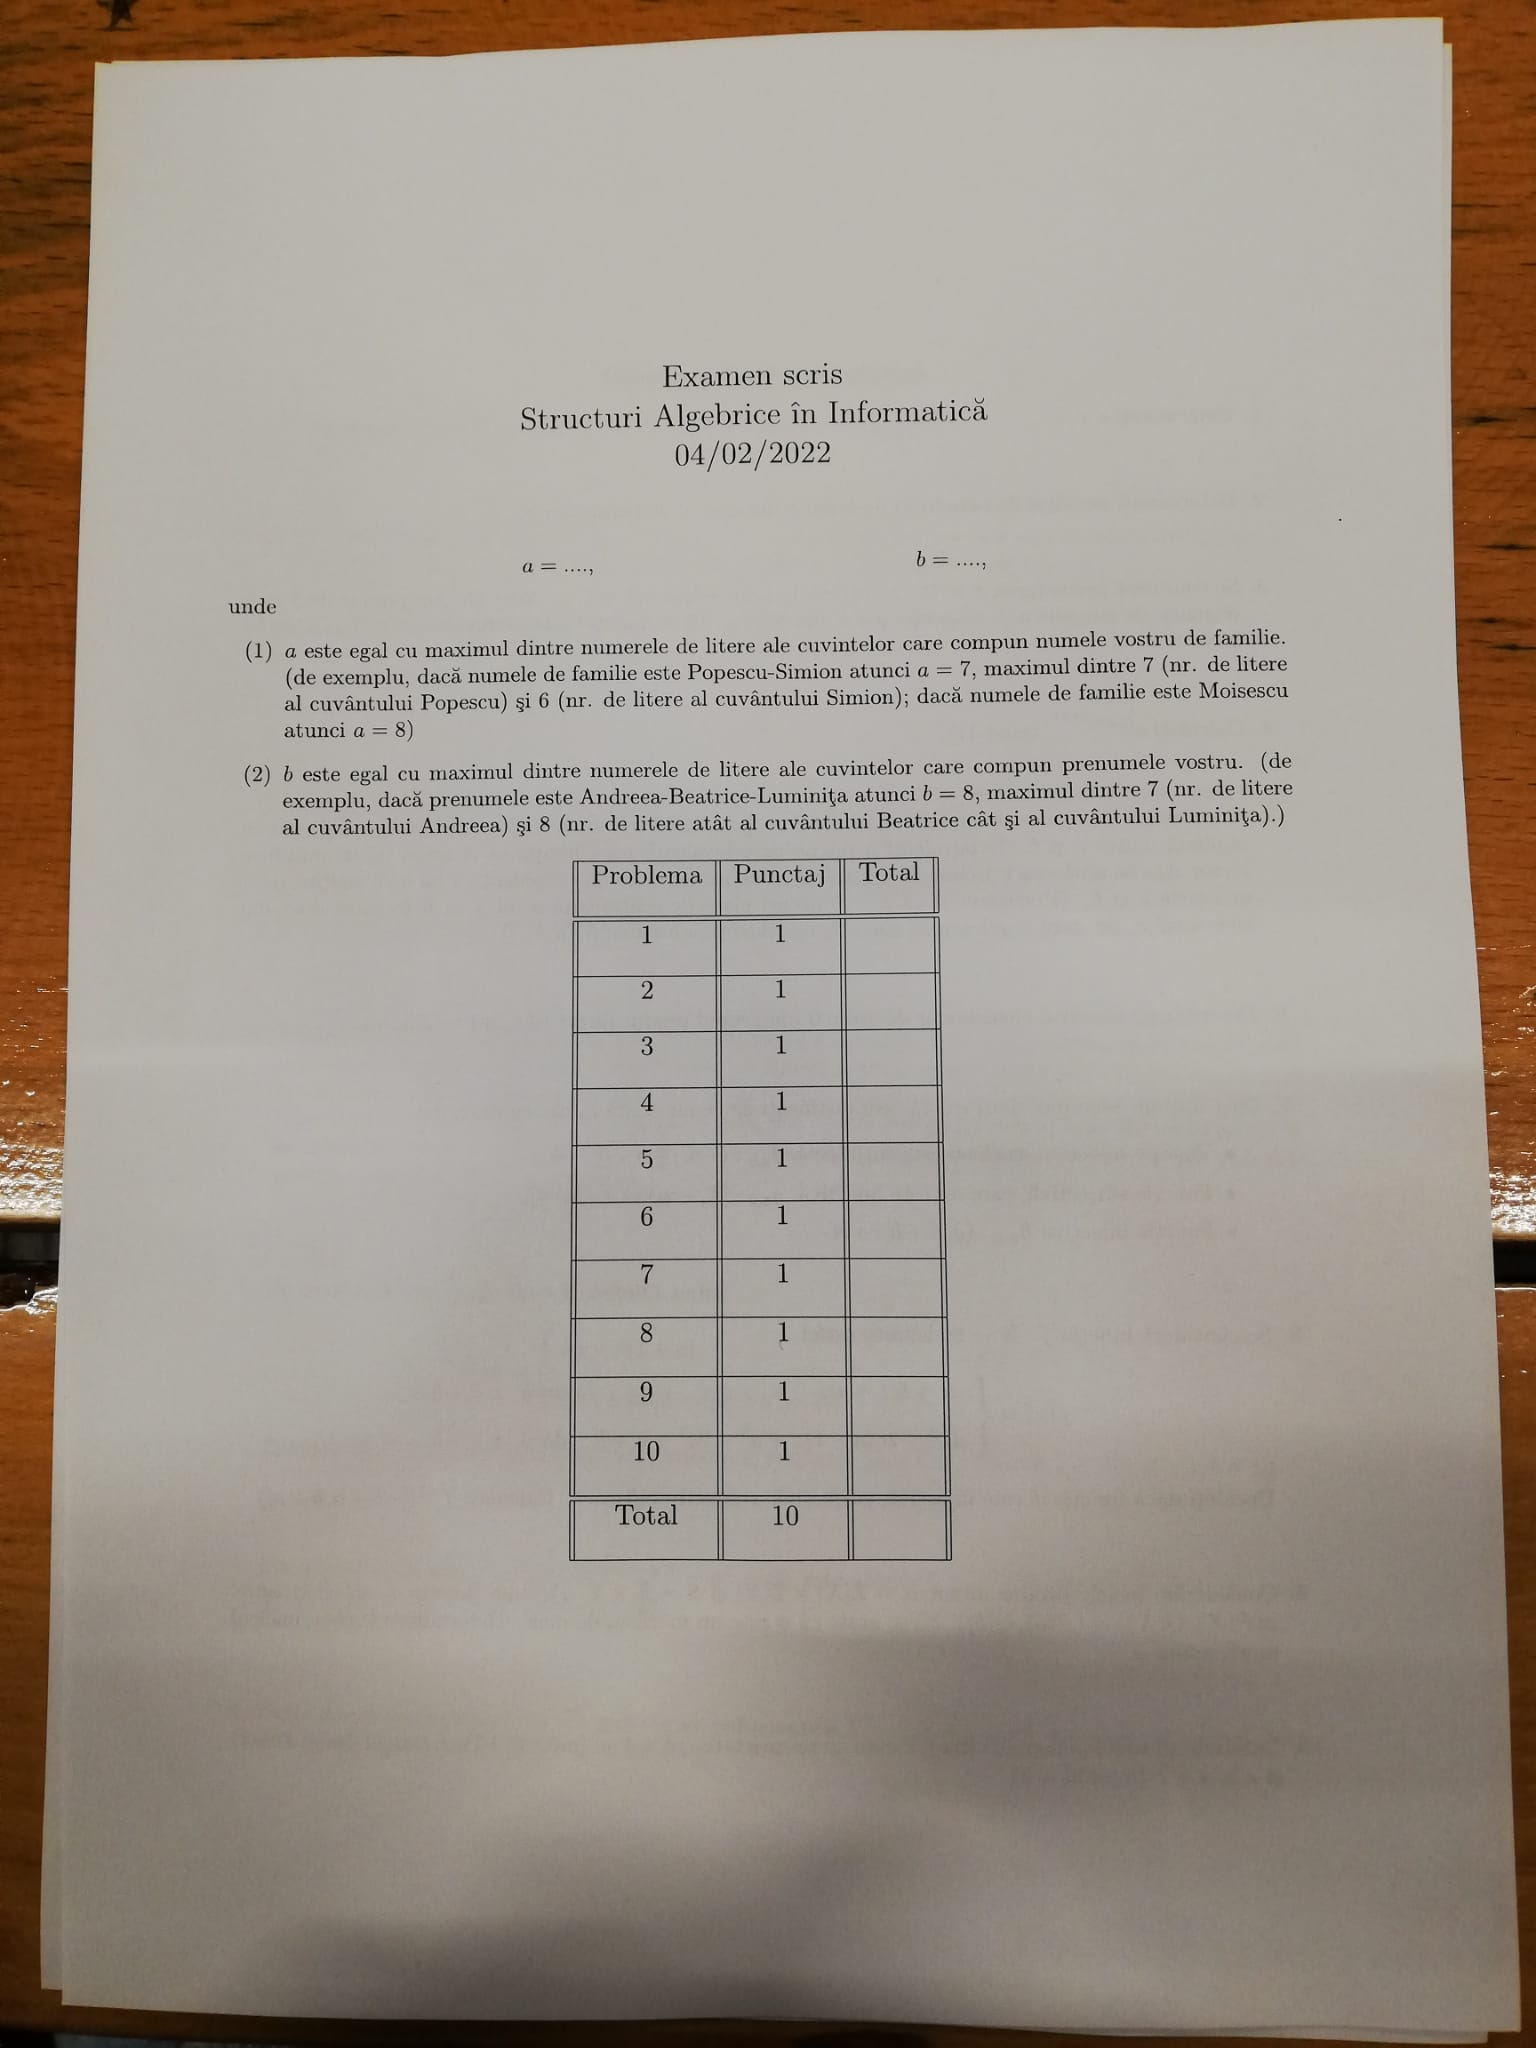 Examen scris
Structuri Algebrice în Informatică
04/02/2022
a = ...., b = ....,
unde
(1) a este egal cu maximul dintre numerele de litere ale cuvintelor care compun numele vostru de familie.
(de exemplu, dacă numele de familie este Popescu-Simion atunci a = 7, maximul dintre 7 (nr. de litere
al cuvântului Popescu) şi 6 (nr. de litere al cuvântului Simion); dacă numele de familie este Moisescu
atunci a = 8)
(2) b este egal cu maximul dintre numerele de litere ale cuvintelor care compun prenumele vostru. (de
exemplu, dacă prenumele este Andreea-Beatrice-Luminiţa atunci b = 8, maximul dintre 7 (nr. de litere
al cuvântului Andreea) şi 8 (nr. de litere atât al cuvântului Beatrice cât şi al cuvântului Luminiţa).)
Problema Punctaj Total
1 1
2 1
3 1
4 1
5 1
6 1
7 1
8 1
9 1
10 1
Total 10